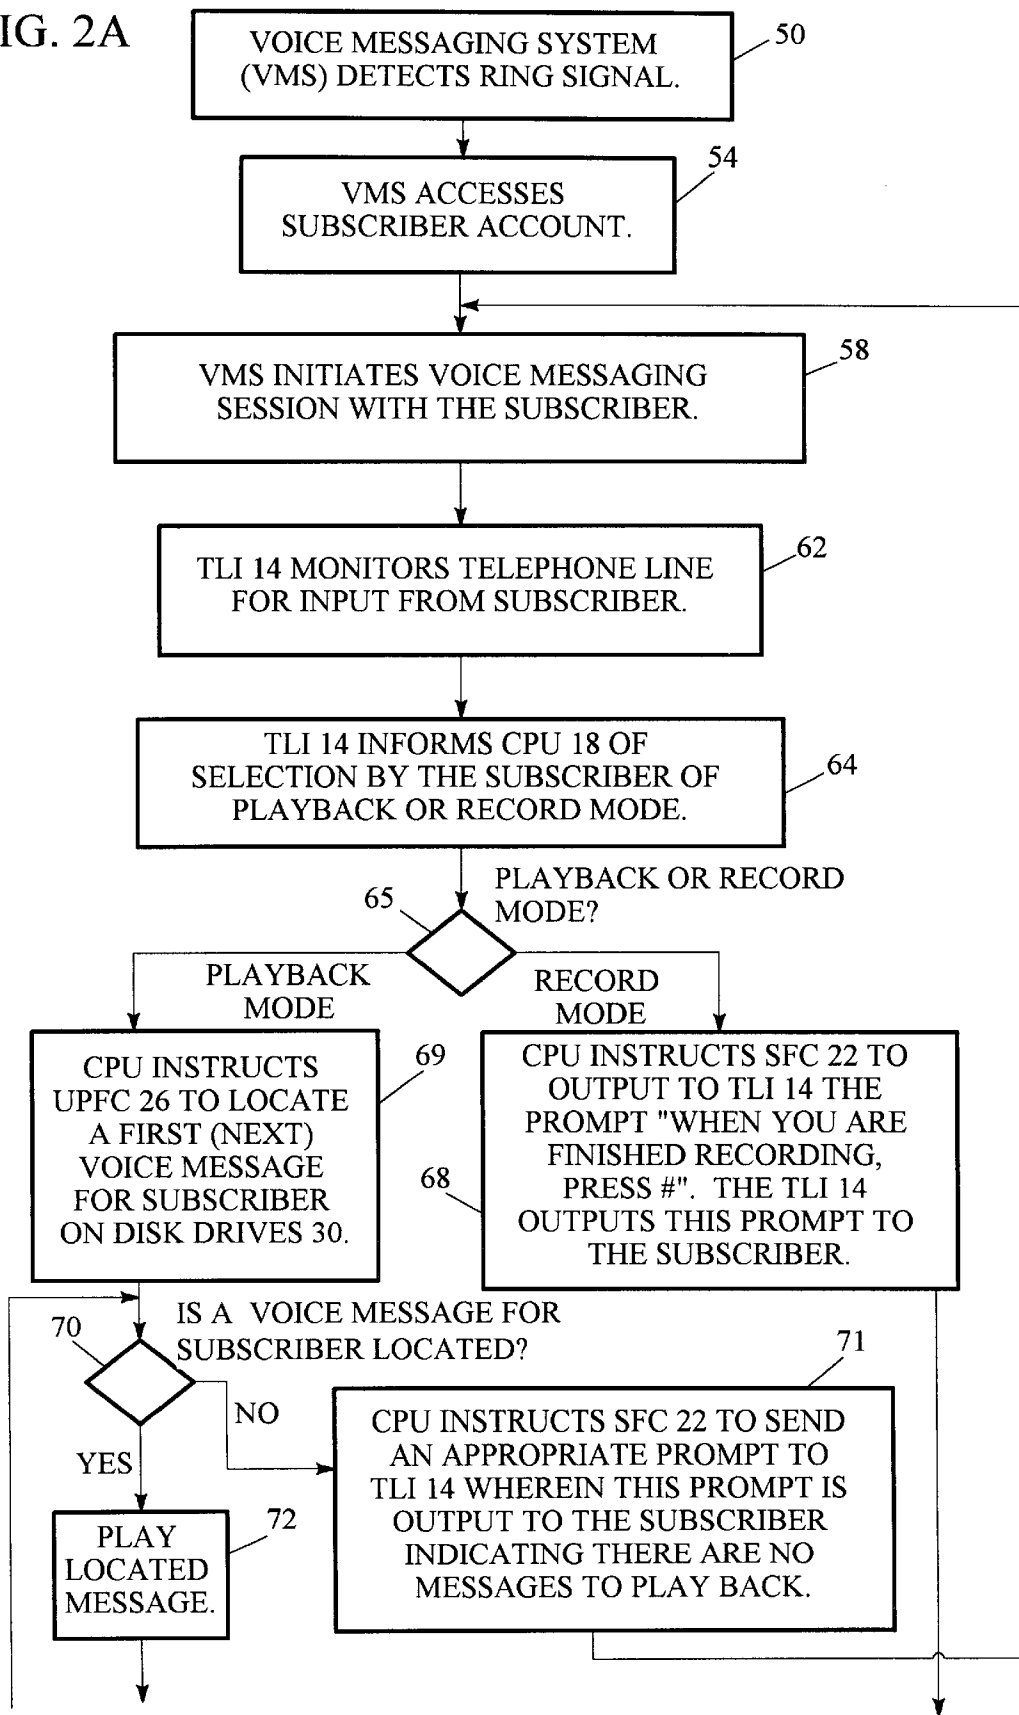 IG. 2A
VOICE MESSAGING SYSTEM
(VMS) DETECTS RING SIGNAL.
50
VMS ACCESSES
SUBSCRIBER ACCOUNT.
54
VMS INITIATES VOICE MESSAGING
SESSION WITH THE SUBSCRIBER.
58
TLI 14 MONITORS TELEPHONE LINE
FOR INPUT FROM SUBSCRIBER.
62
TLI 14 INFORMS CPU 18 OF
SELECTION BY THE SUBSCRIBER OF
PLAYBACK OR RECORD MODE.
64
PLAYBACK OR RECORD
MODE?
65
PLAYBACK
MODE
RECORD
MODE
CPU INSTRUCTS
UPFC 26 TO LOCATE
A FIRST (NEXT)
VOICE MESSAGE
FOR SUBSCRIBER
ON DISK DRIVES 30.
69
CPU INSTRUCTS SFC 22 TO
OUTPUT TO TLI 14 THE
PROMPT "WHEN YOU ARE
FINISHED RECORDING,
PRESS #". THE TLI 14
OUTPUTS THIS PROMPT TO
THE SUBSCRIBER.
68
IS A VOICE MESSAGE FOR
SUBSCRIBER LOCATED?
70
NO
YES
71
CPU INSTRUCTS SFC 22 TO SEND
AN APPROPRIATE PROMPT TO
TLI 14 WHEREIN THIS PROMPT IS
OUTPUT TO THE SUBSCRIBER
INDICATING THERE ARE NO
MESSAGES TO PLAY BACK.
PLAY
LOCATED
MESSAGE.
72